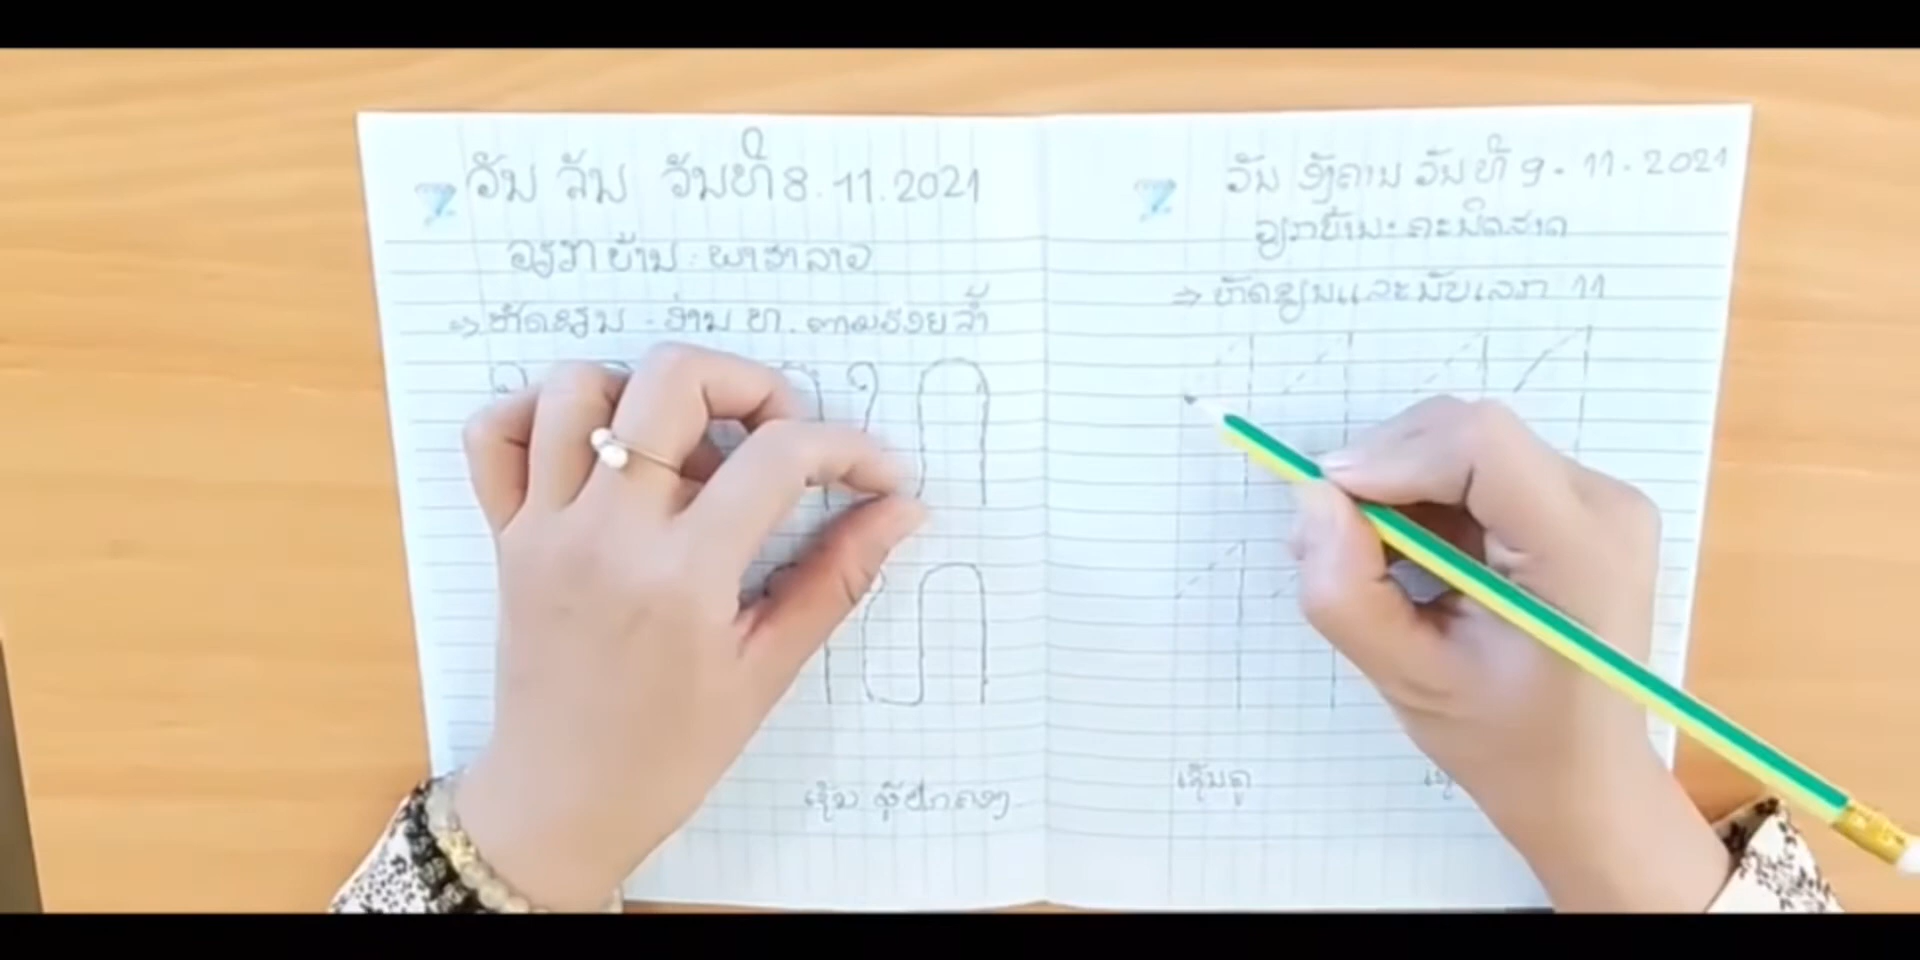 ວັນ ຈັນ ວັນທີ 8.11.2021
ວຽກບ້ານ: ພາສາລາວ
=> ຫັດຂຽນ - ອ່ານ ຫ. ຕາມຮອຍລ້ຳ
ເຊັນ ຜູ້ປົກຄອງ
ວັນ ອັງຄານ ວັນທີ 9-11-2021
ວຽກບ້ານ: ຄະນິດສາດ
=> ຫັດຂຽນແລະນັບເລກ 11
ເຊັນຄູ